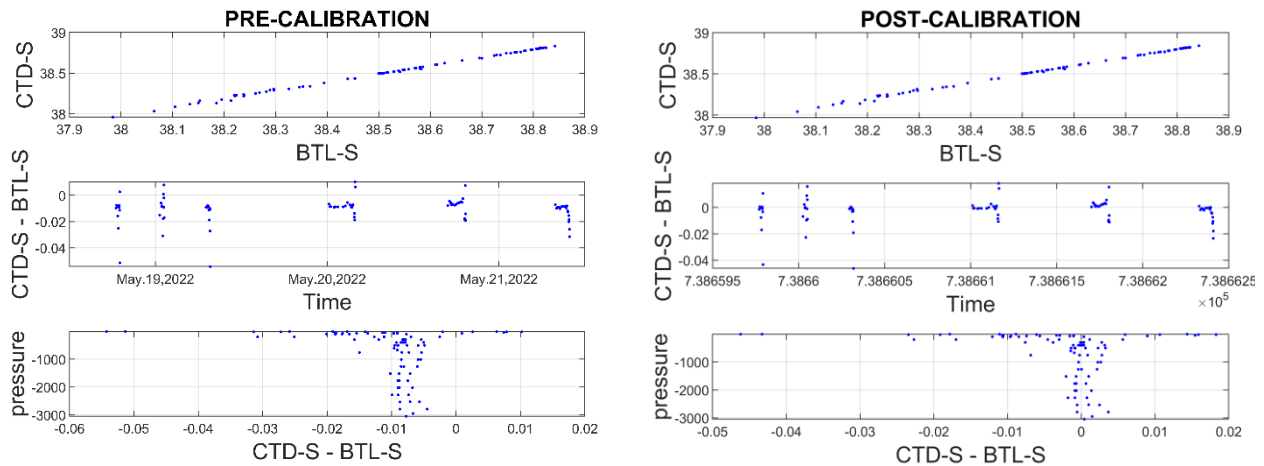 PRE-CALIBRATION
39
38.5
38
CTD-S
37.9 38 38.1 38.2 38.3 38.4 38.5 38.6 38.7 38.8 38.9
BTL-S
0
-0.02
-0.04
CTD-S - BTL-S
May.19,2022 May.20,2022 May.21,2022
Time
-1000
-2000
-3000
pressure
-0.06 -0.05 -0.04 -0.03 -0.02 -0.01 0 0.01 0.02
CTD-S - BTL-S
POST-CALIBRATION
39
38.5
38
CTD-S
37.9 38 38.1 38.2 38.3 38.4 38.5 38.6 38.7 38.8 38.9
BTL-S
0
-0.02
-0.04
CTD-S - BTL-S
7.386595 7.3866 7.386605 7.38661 7.386615 7.38662 7.386625
×10⁵
Time
-1000
-2000
-3000
pressure
-0.05 -0.04 -0.03 -0.02 -0.01 0 0.01 0.02
CTD-S - BTL-S